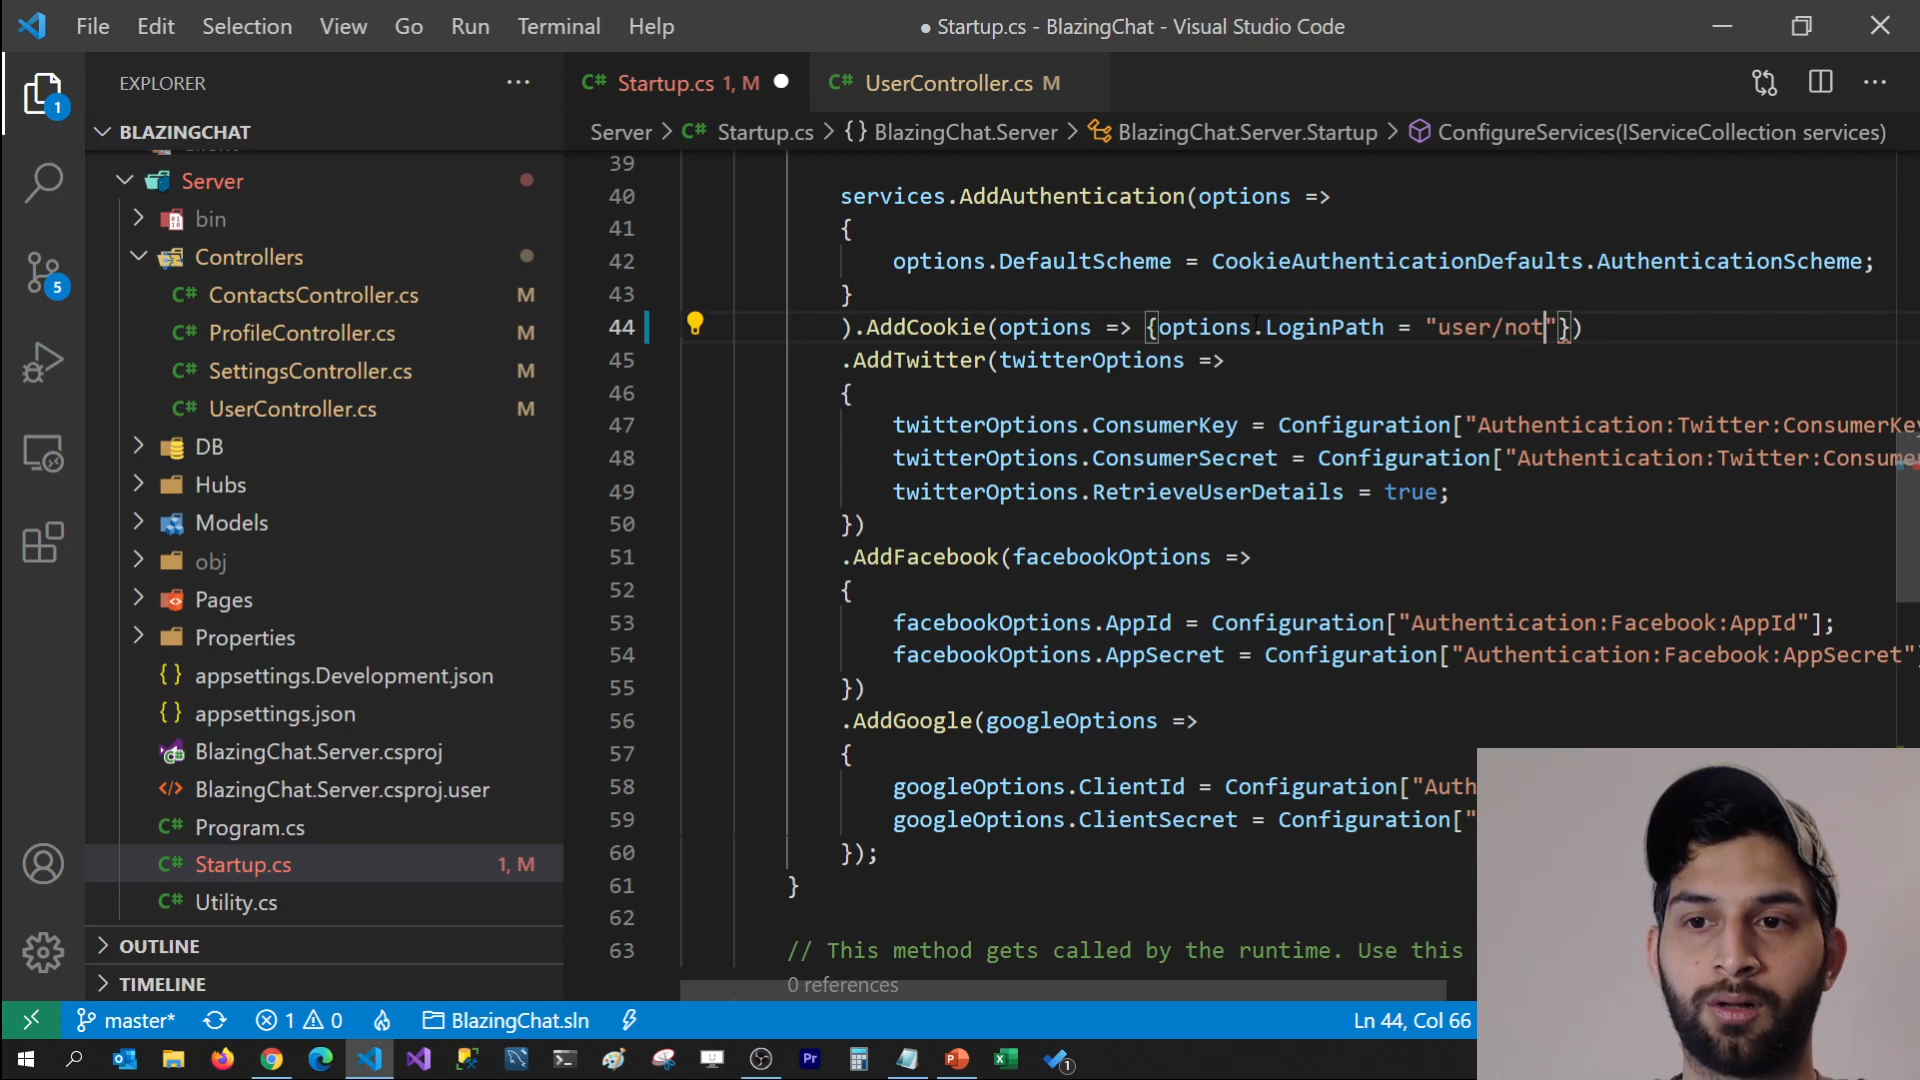 File Edit Selection View Go Run Terminal Help
● Startup.cs - BlazingChat - Visual Studio Code
EXPLORER
C# Startup.cs 1, M
C# UserController.cs M
Server > C# Startup.cs > {} BlazingChat.Server > BlazingChat.Server.Startup > ConfigureServices(IServiceCollection services)
1
5
BLAZINGCHAT
Server
bin
Controllers
C# ContactsController.cs M
C# ProfileController.cs M
C# SettingsController.cs M
C# UserController.cs M
DB
Hubs
Models
obj
Pages
Properties
{} appsettings.Development.json
{} appsettings.json
BlazingChat.Server.csproj
BlazingChat.Server.csproj.user
C# Program.cs
C# Startup.cs 1, M
C# Utility.cs
OUTLINE
TIMELINE
39
40 services.AddAuthentication(options =>
41 {
42 options.DefaultScheme = CookieAuthenticationDefaults.AuthenticationScheme;
43 }
44 ).AddCookie(options => {options.LoginPath = "user/not"})
45 .AddTwitter(twitterOptions =>
46 {
47 twitterOptions.ConsumerKey = Configuration["Authentication:Twitter:ConsumerKey
48 twitterOptions.ConsumerSecret = Configuration["Authentication:Twitter:Consume
49 twitterOptions.RetrieveUserDetails = true;
50 })
51 .AddFacebook(facebookOptions =>
52 {
53 facebookOptions.AppId = Configuration["Authentication:Facebook:AppId"];
54 facebookOptions.AppSecret = Configuration["Authentication:Facebook:AppSecret"
55 })
56 .AddGoogle(googleOptions =>
57 {
58 googleOptions.ClientId = Configuration["Auth
59 googleOptions.ClientSecret = Configuration["
60 });
61 }
62
63 // This method gets called by the runtime. Use this
0 references
master* 1 0 BlazingChat.sln Ln 44, Col 66
Pr 1